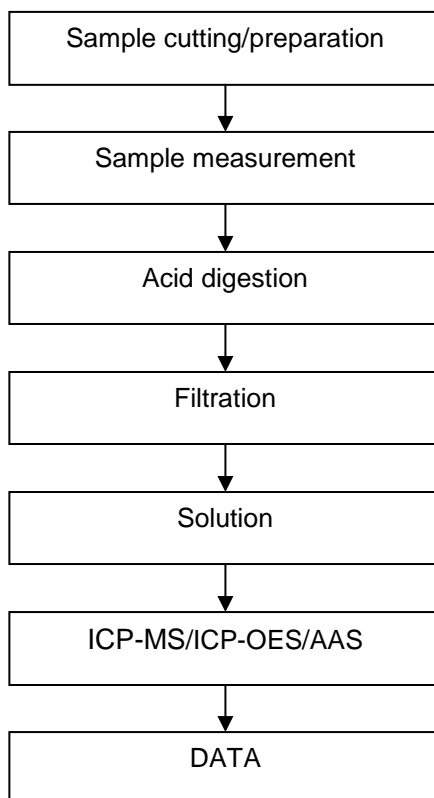 Sample cutting/preparation
Sample measurement
Acid digestion
Filtration
Solution
ICP-MS/ICP-OES/AAS
DATA